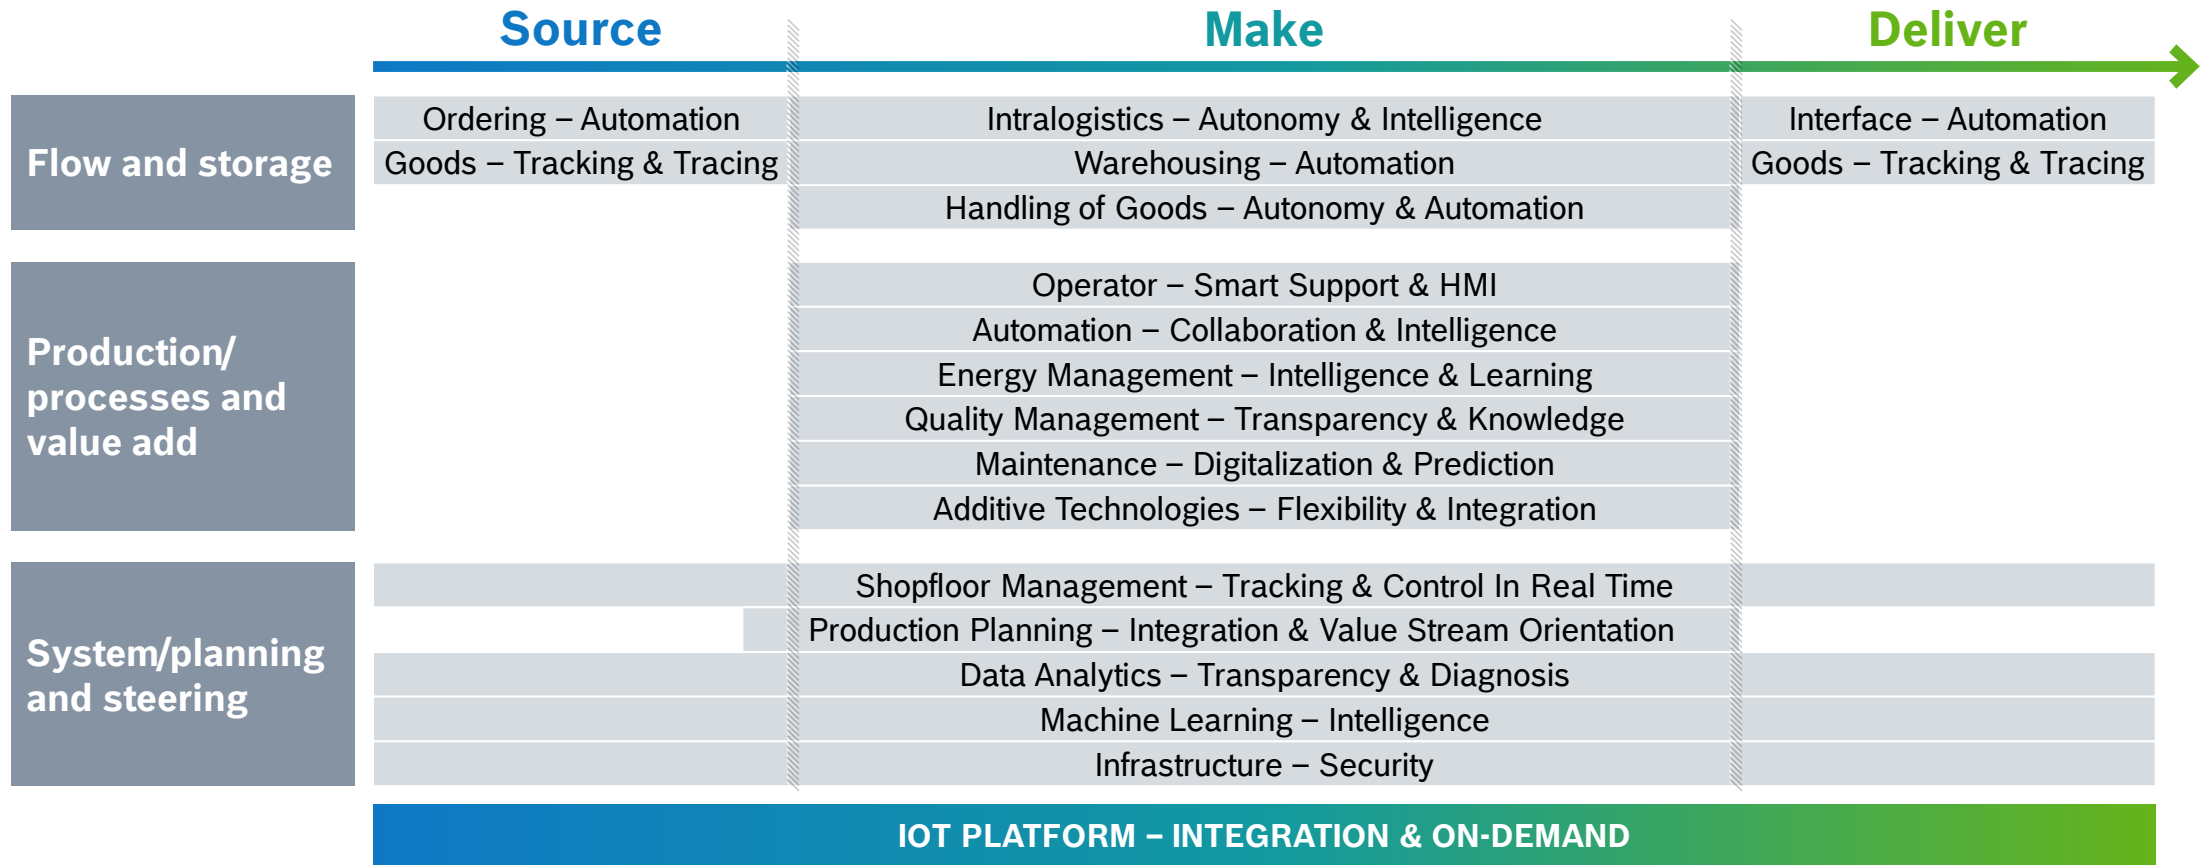 Source
Make
Deliver
Flow and storage
Ordering – Automation
Goods – Tracking & Tracing
Intralogistics – Autonomy & Intelligence
Warehousing – Automation
Handling of Goods – Autonomy & Automation
Interface – Automation
Goods – Tracking & Tracing
Production/
processes and
value add
Operator – Smart Support & HMI
Automation – Collaboration & Intelligence
Energy Management – Intelligence & Learning
Quality Management – Transparency & Knowledge
Maintenance – Digitalization & Prediction
Additive Technologies – Flexibility & Integration
System/planning
and steering
Shopfloor Management – Tracking & Control In Real Time
Production Planning – Integration & Value Stream Orientation
Data Analytics – Transparency & Diagnosis
Machine Learning – Intelligence
Infrastructure – Security
IOT PLATFORM – INTEGRATION & ON-DEMAND